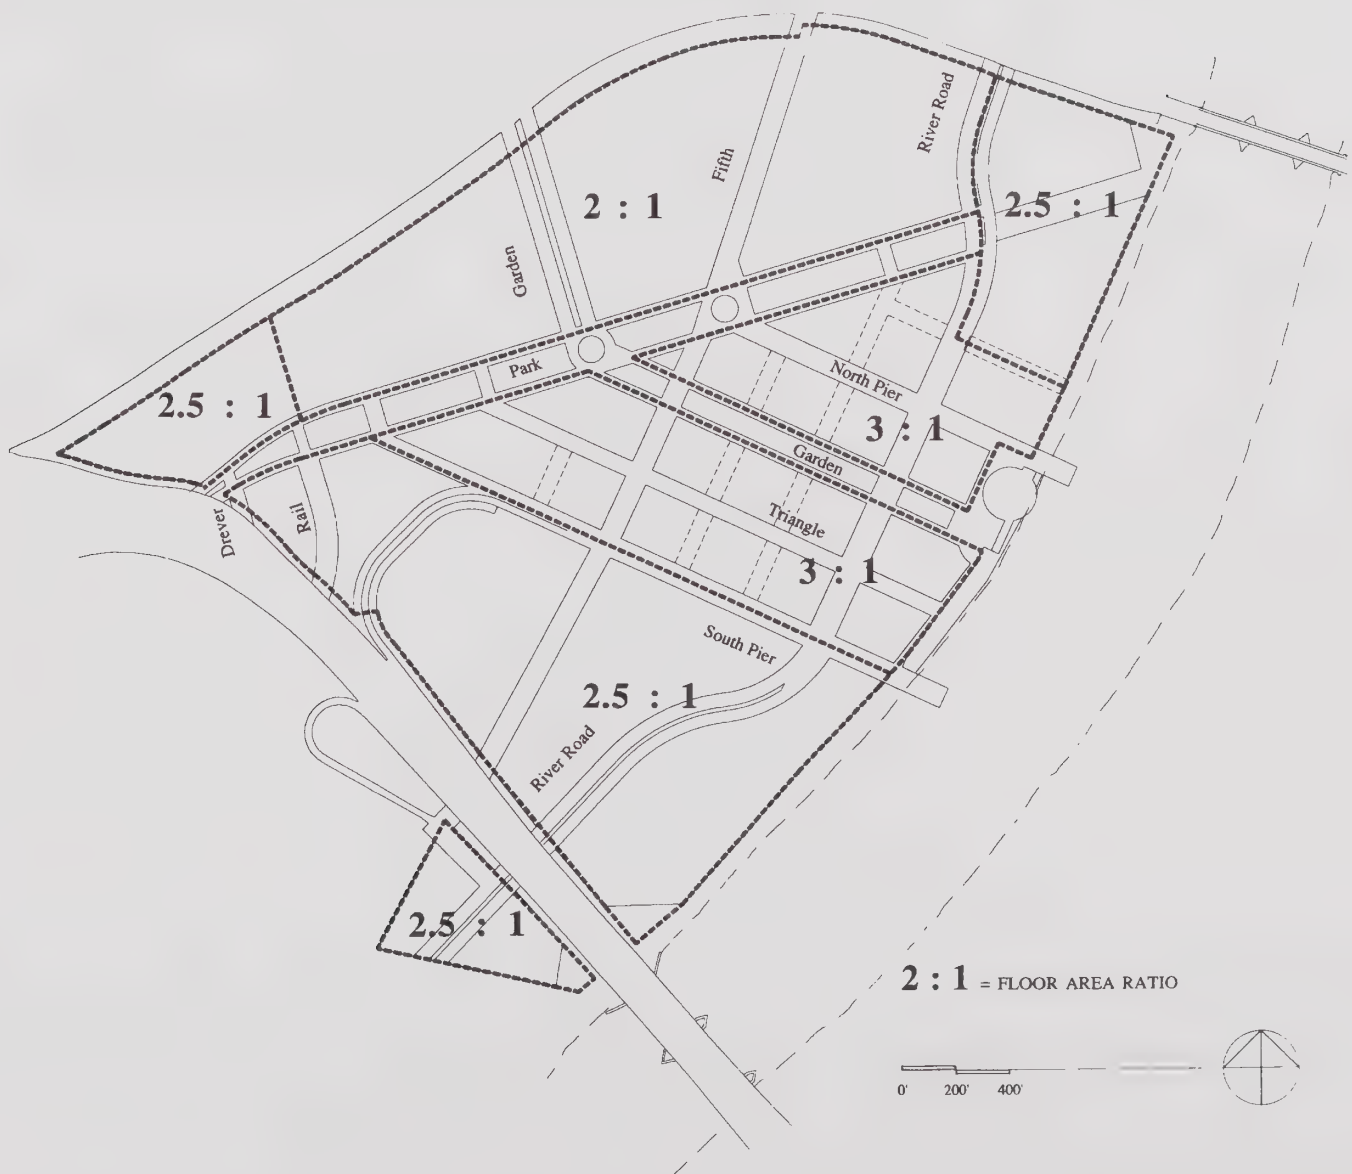 River Road
Fifth
2 : 1
2.5 : 1
Garden
Park
North Pier
2.5 : 1
3 : 1
Garden
Triangle
Rail
Drever
3 : 1
South Pier
2.5 : 1
River Road
2.5 : 1
2 : 1 = FLOOR AREA RATIO
0' 200' 400'